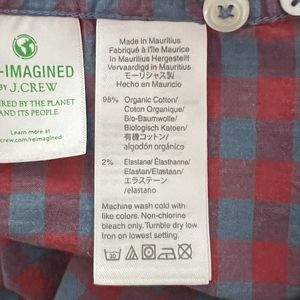 -IMAGINED
BY J.CREW
RED BY THE PLANET
AND ITS PEOPLE.
Learn more at
crew.com/reimagined
Made in Mauritius
Fabriqué à l'île Maurice
In Mauritius Hergestellt
Vervaardigd in Mauritius
モーリシャス製
Hecho en Mauricio
98% Organic Cotton/
Coton Organique/
Bio-Baumwolle/
Biologisch Katoen/
有機コットン/
algodón orgánico
2% Elastane/Élasthanne/
Elastan/Elastaan/
エラステーン
/elastano
Machine wash cold with
like colors. Non-chlorine
bleach only. Tumble dry low.
Iron on lowest setting.